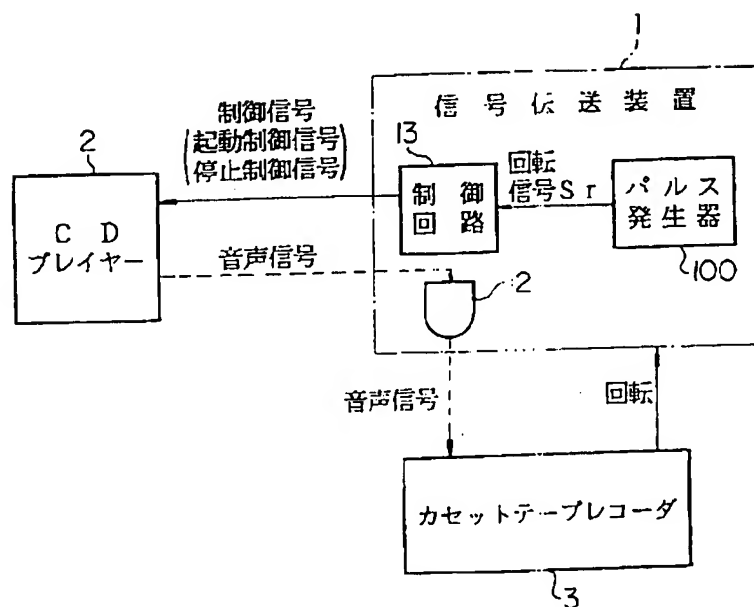 1
信号伝送装置
制御信号
(起動制御信号
停止制御信号)
13
2
制御
回路
回転
信号Sr
パルス
発生器
CD
プレイヤー
音声信号
100
2
音声信号
回転
カセットテープレコーダ
3